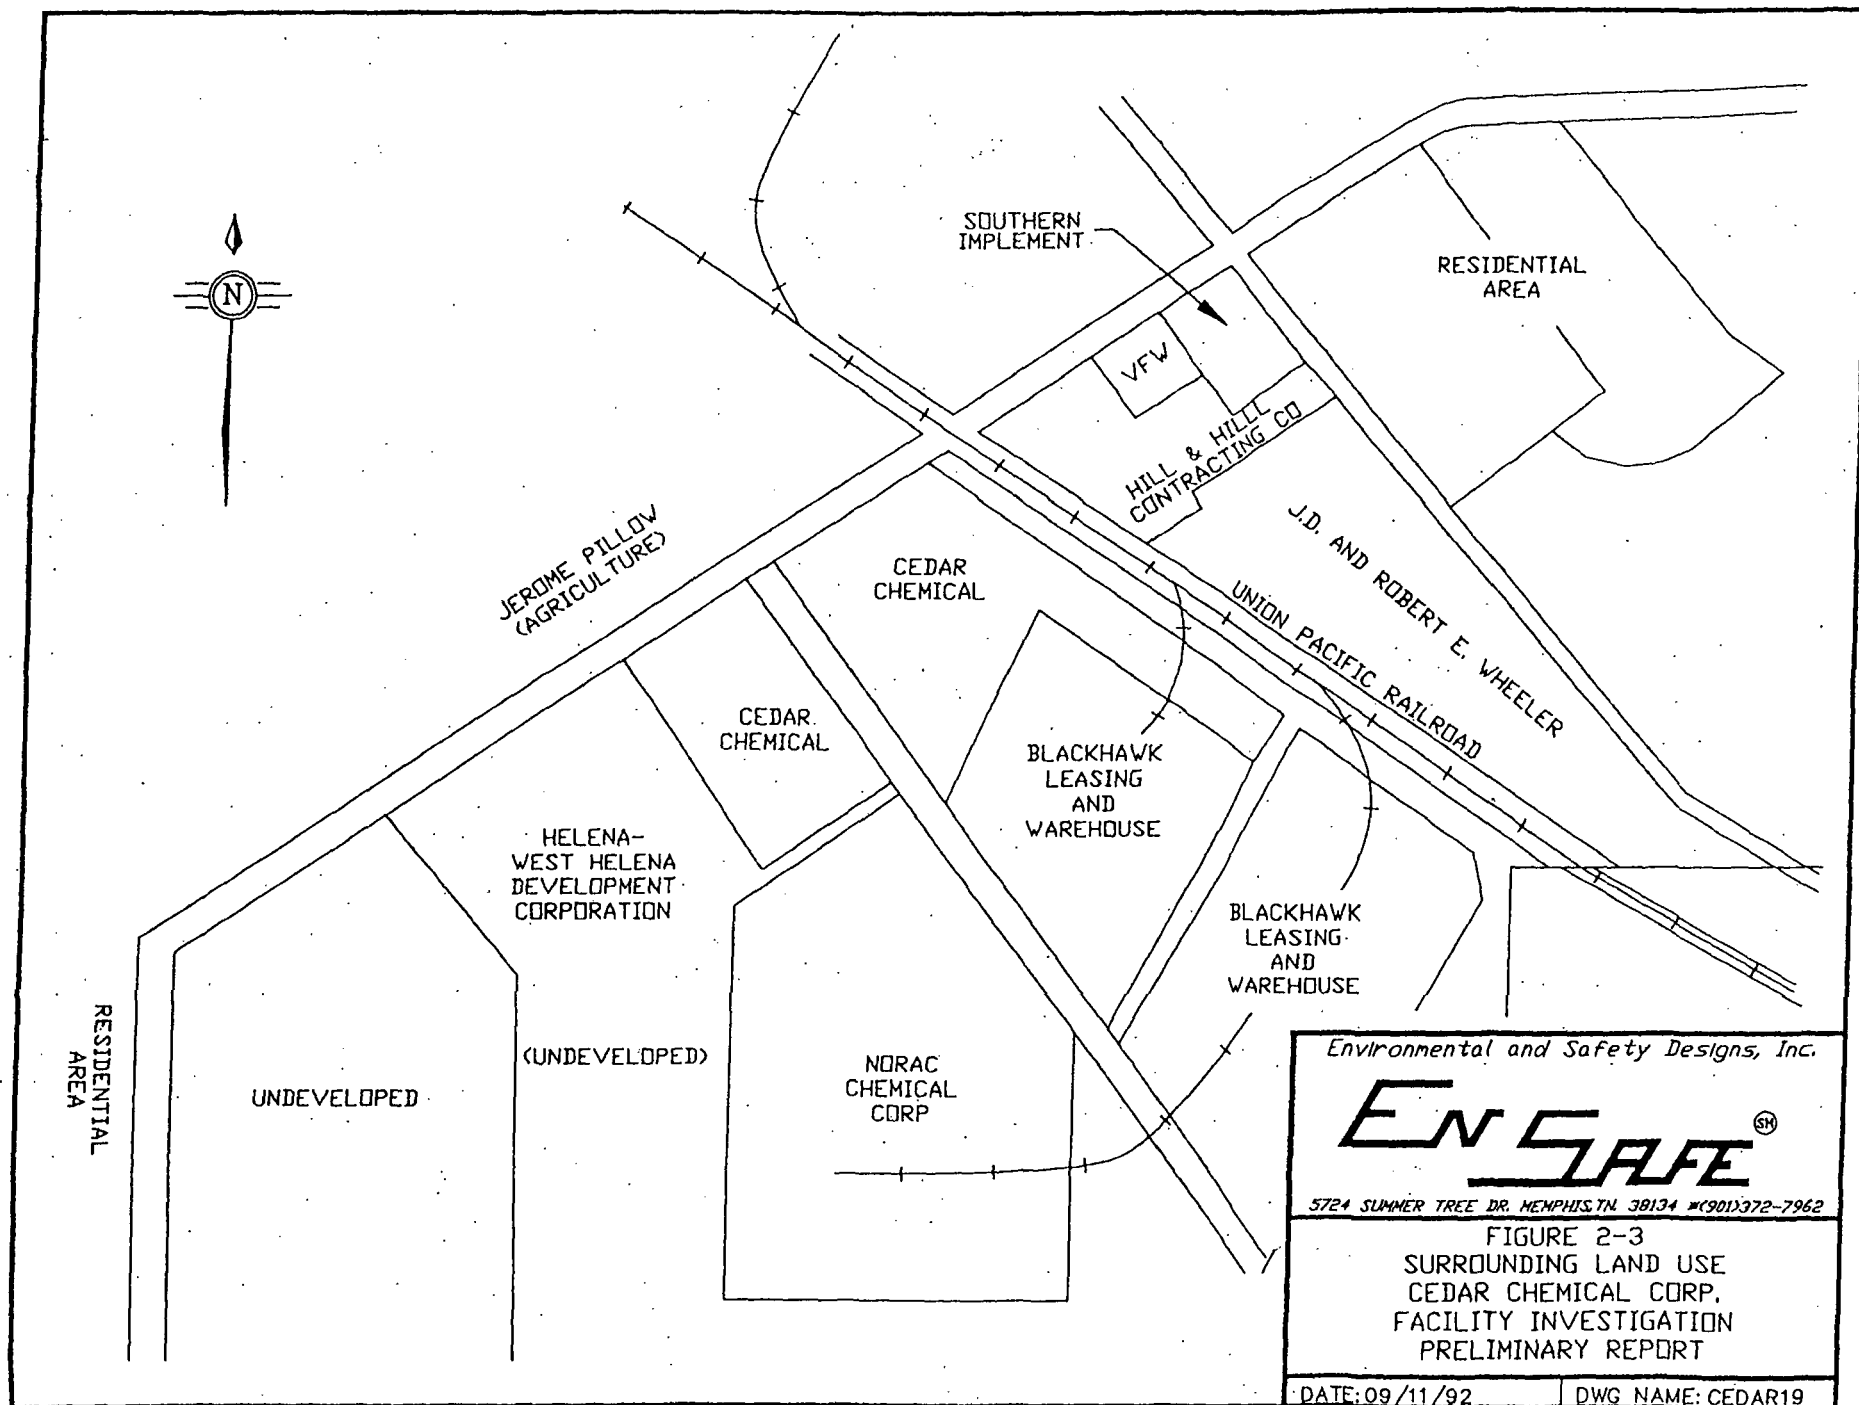 SOUTHERN
IMPLEMENT
RESIDENTIAL
AREA
N
VFW
HILL & HILLL
CONTRACTING CO
JEROME PILLOW
(AGRICULTURE)
CEDAR
CHEMICAL
J.D. AND ROBERT E. WHEELER
UNION PACIFIC RAILROAD
CEDAR
CHEMICAL
BLACKHAWK
LEASING
AND
WAREHOUSE
HELENA-
WEST HELENA
DEVELOPMENT
CORPORATION
BLACKHAWK
LEASING
AND
WAREHOUSE
RESIDENTIAL
AREA
UNDEVELOPED
(UNDEVELOPED)
NORAC
CHEMICAL
CORP
Environmental and Safety Designs, Inc.
EN SAFE SM
5724 SUMMER TREE DR. MEMPHIS, TN. 38134 *(901)372-7962
FIGURE 2-3
SURROUNDING LAND USE
CEDAR CHEMICAL CORP.
FACILITY INVESTIGATION
PRELIMINARY REPORT
DATE: 09/11/92
DWG NAME: CEDAR19